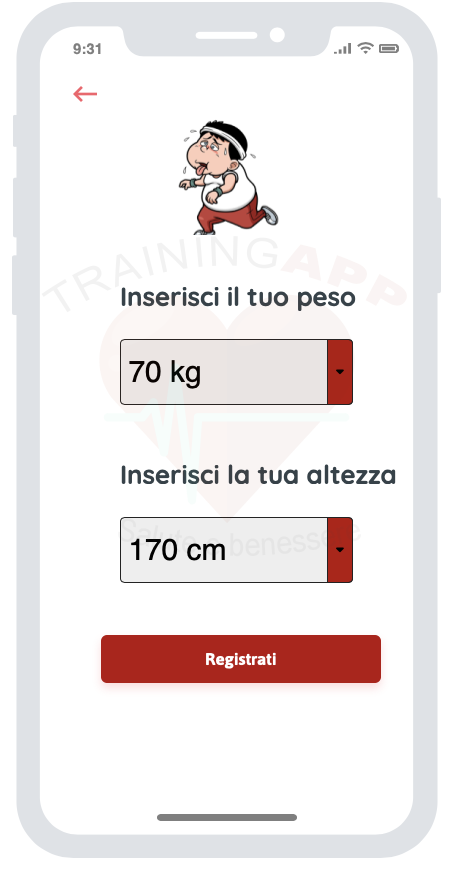 9:31
TRAININGAPP
Inserisci il tuo peso
70 kg
Inserisci la tua altezza
Salute e benessere
170 cm
Registrati